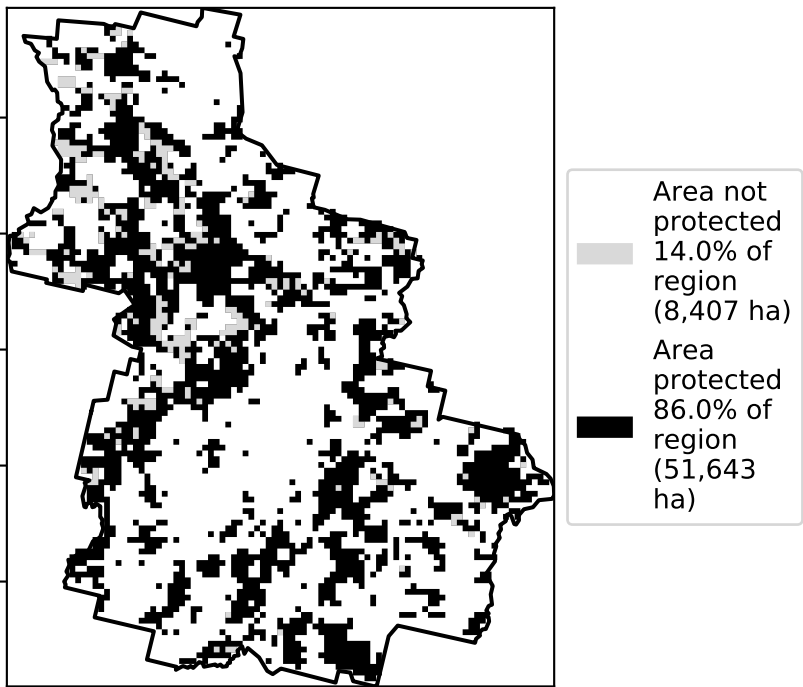 Area not
protected
14.0% of
region
(8,407 ha)
Area
protected
86.0% of
region
(51,643
ha)